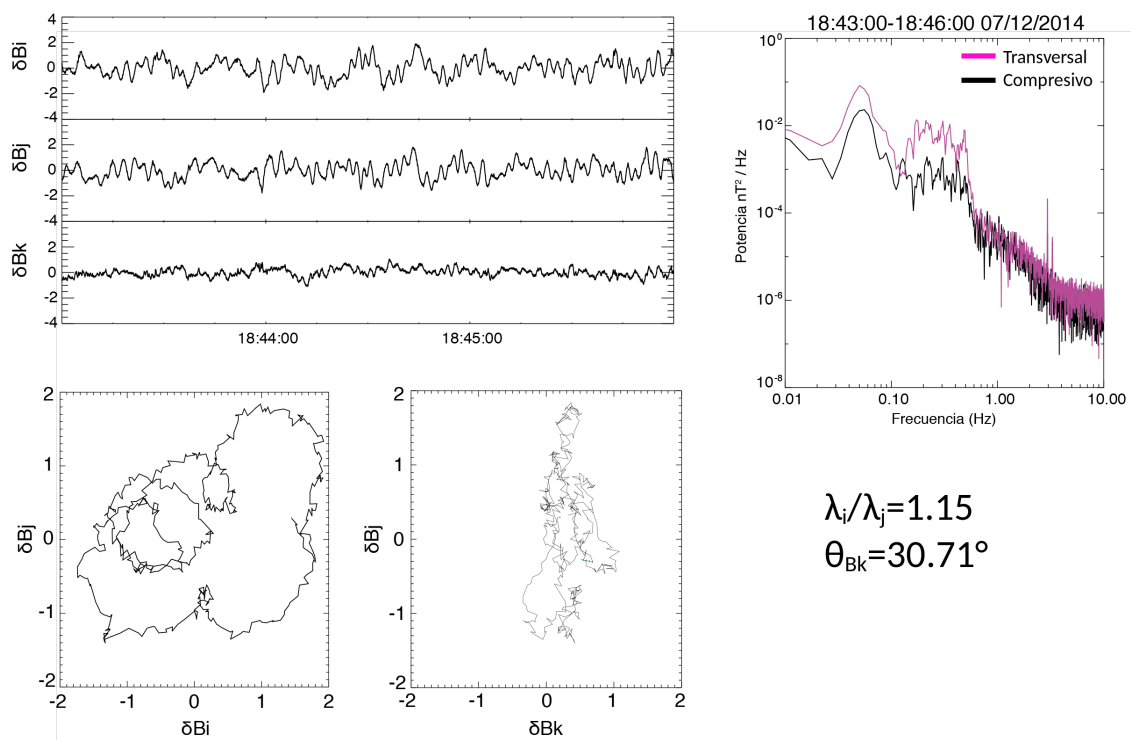 18:43:00-18:46:00 07/12/2014
δBi
4
2
0
-2
-4
δBj
2
0
-2
-4
δBk
2
0
-2
-4
18:44:00 18:45:00
Potencia nT² / Hz
10⁰
10⁻²
10⁻⁴
10⁻⁶
10⁻⁸
Transversal
Compresivo
0.01 0.10 1.00 10.00
Frecuencia (Hz)
δBj
2
1
0
-1
-2
-2 -1 0 1 2
δBi
δBj
2
1
0
-1
-2
-2 -1 0 1 2
δBk
λi/λj=1.15
θBk=30.71°